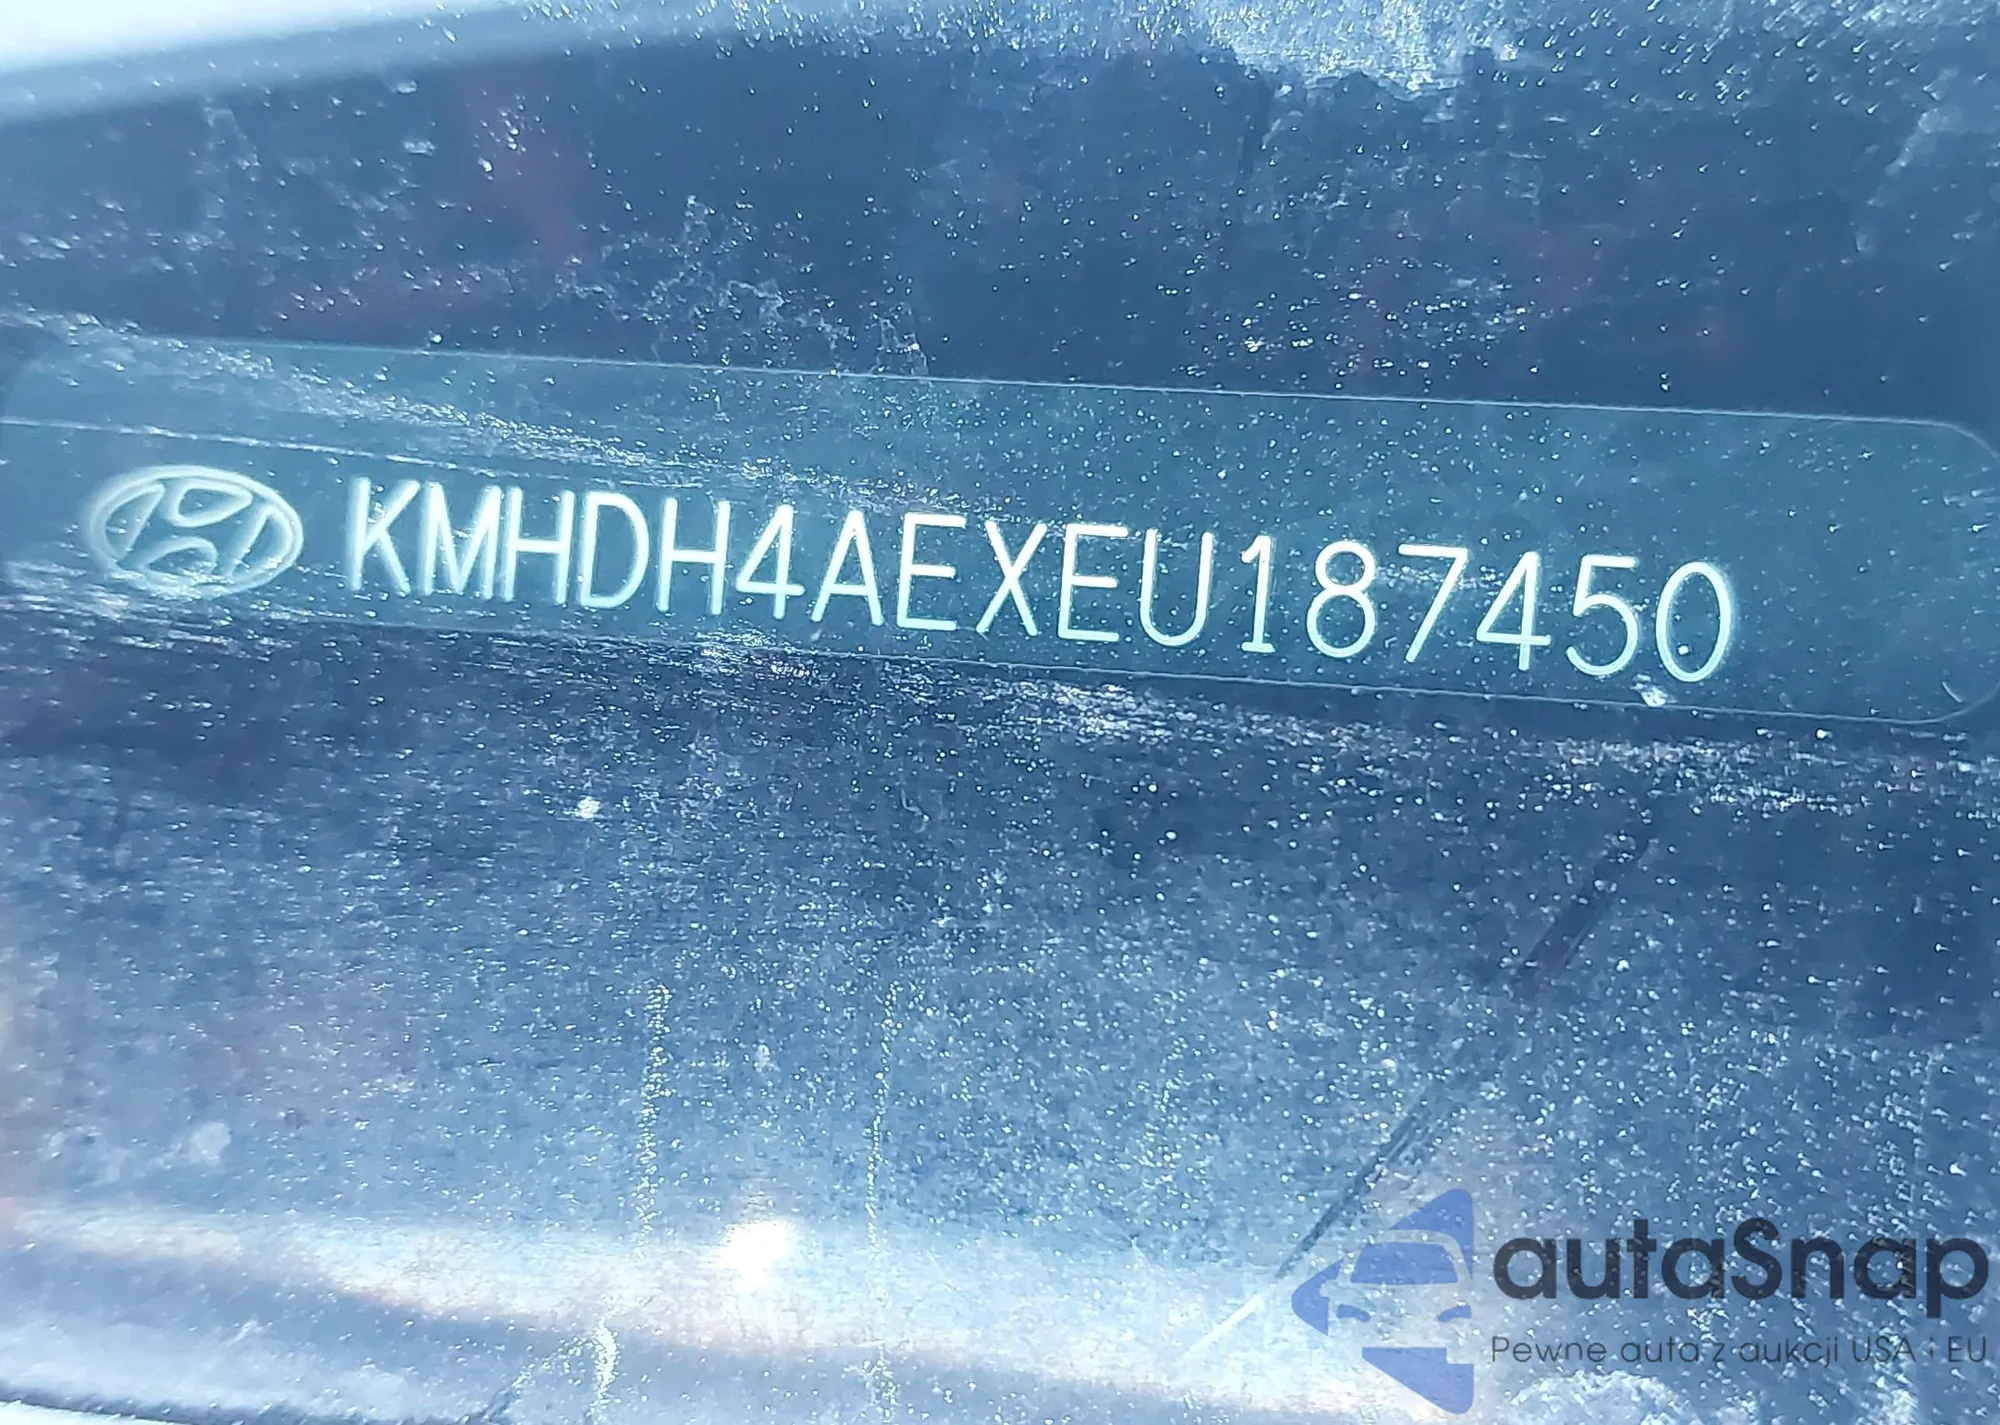 KMHDH4AEXEU187450
autaSnap
Pewne auta z aukcji USA i EU